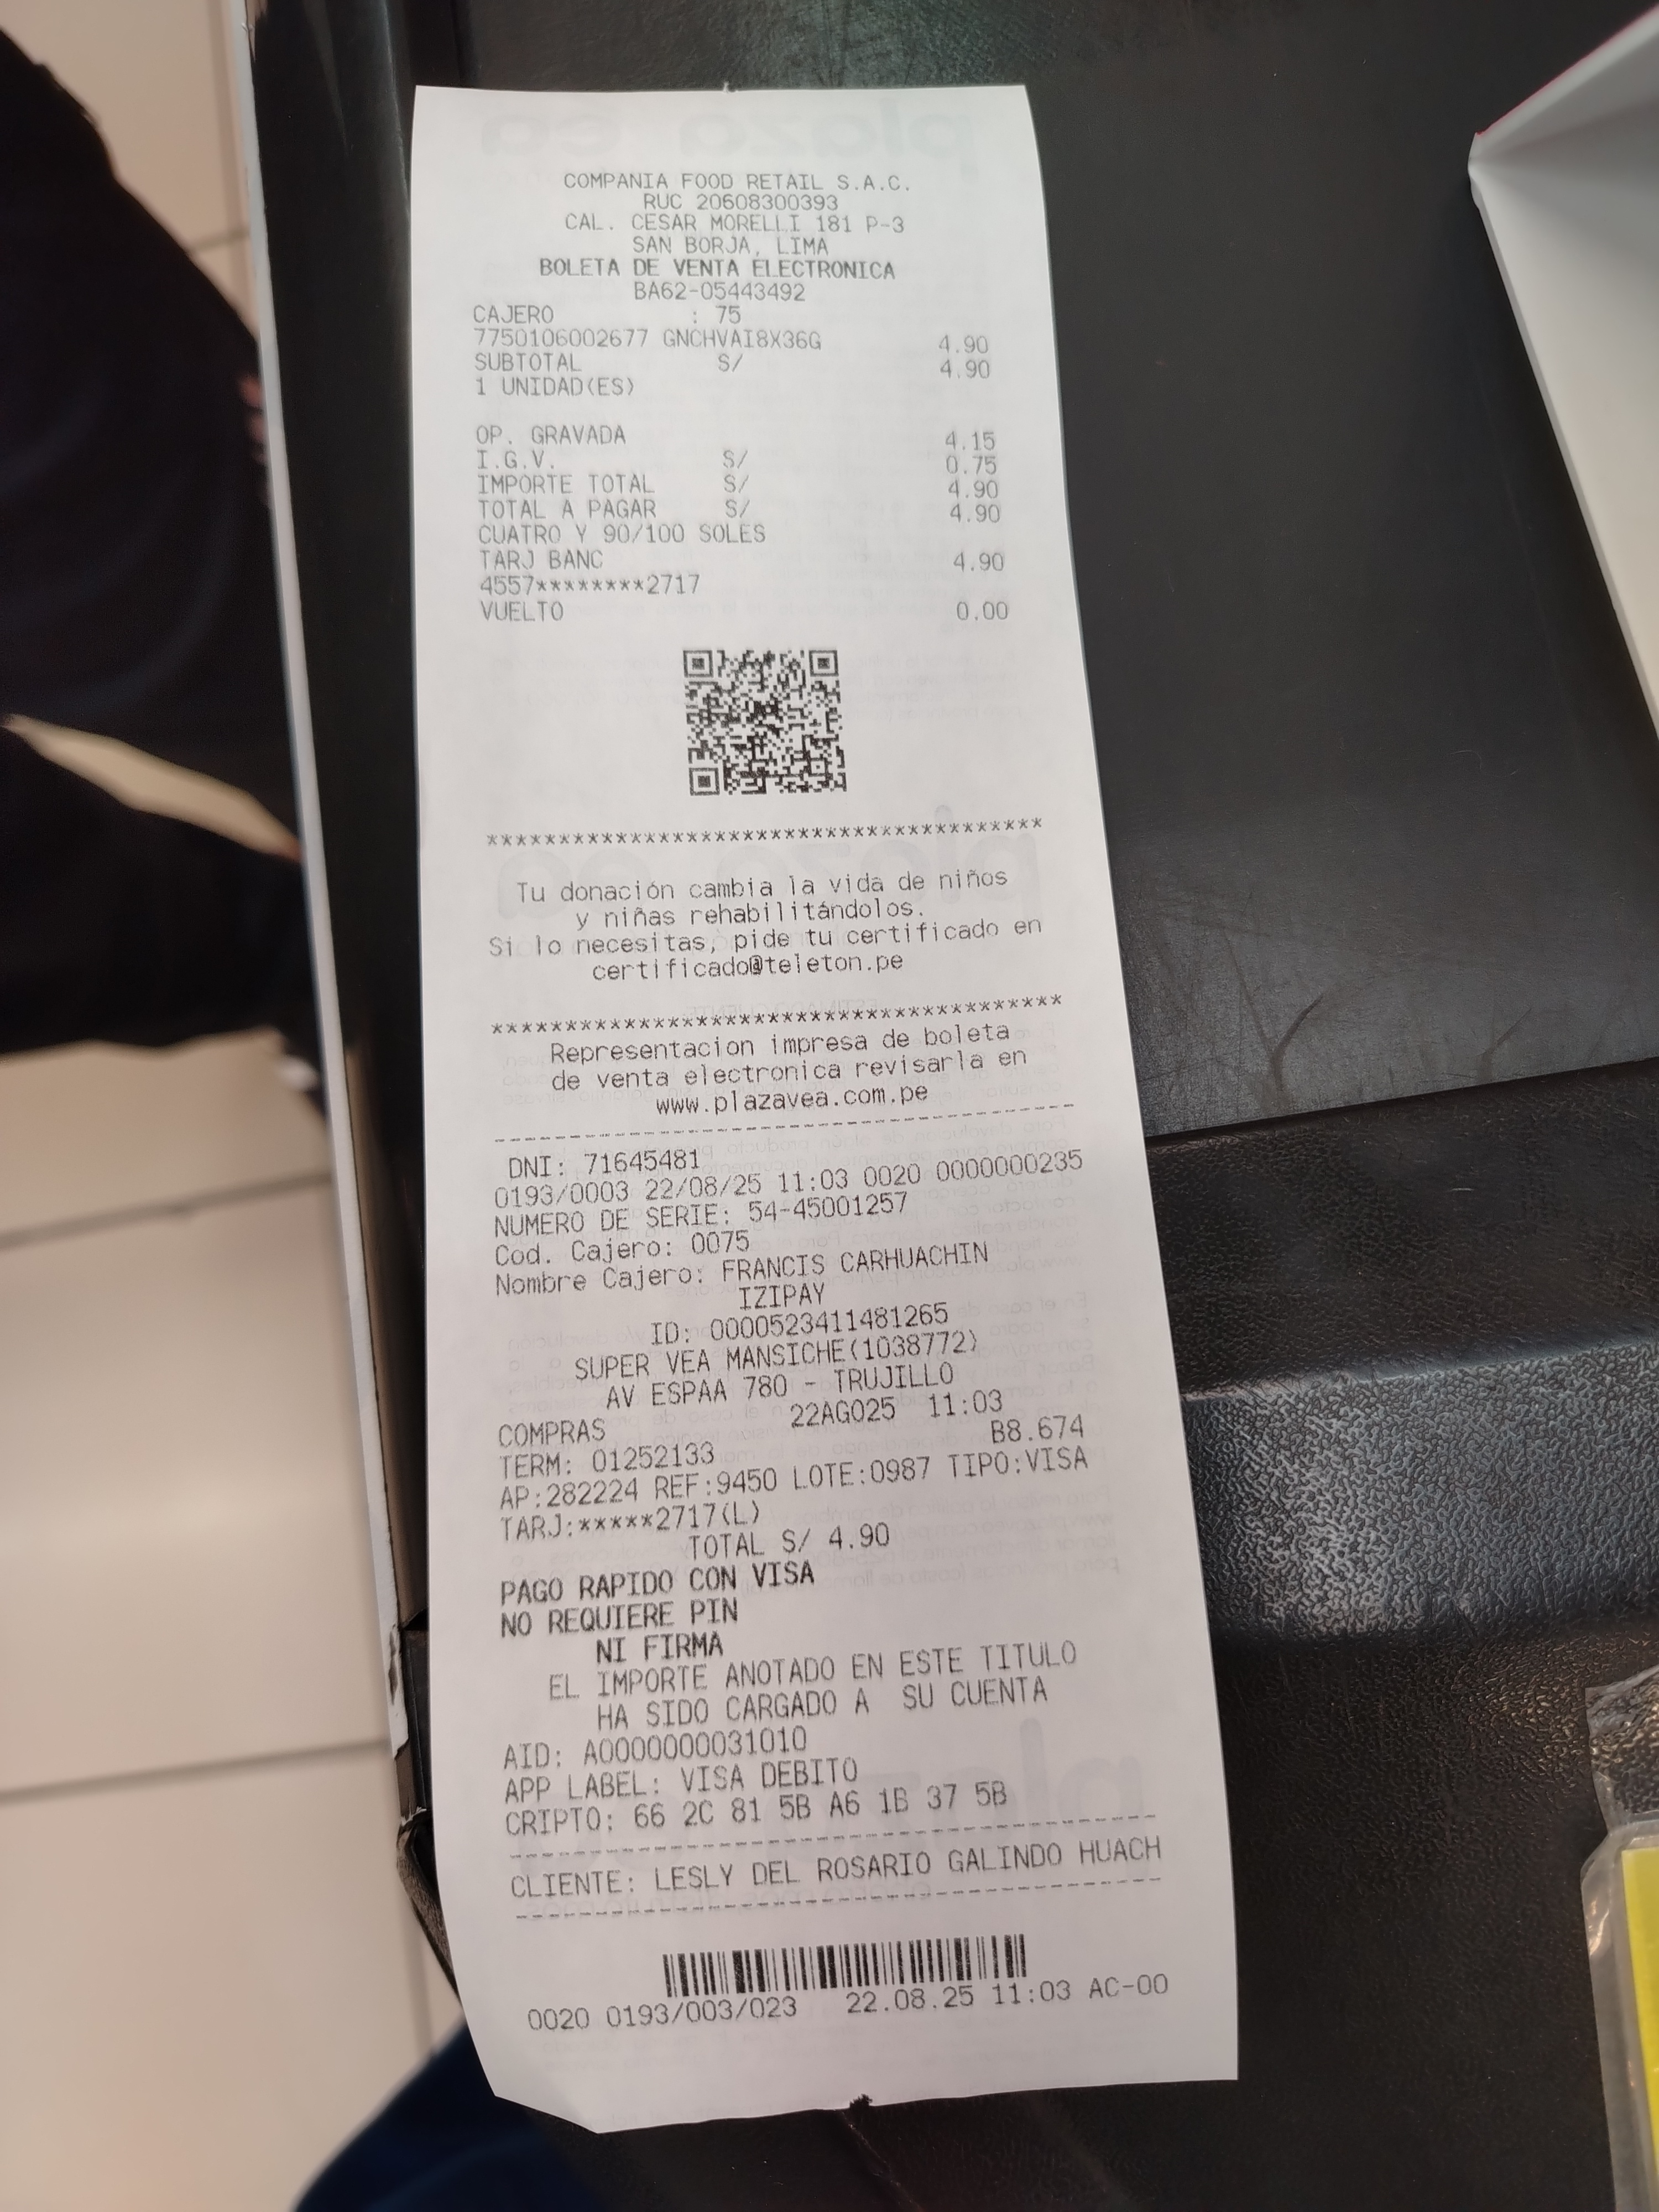 COMPANIA FOOD RETAIL S.A.C.
RUC 20608300393
CAL. CESAR MORELLI 181 P-3
SAN BORJA, LIMA
BOLETA DE VENTA ELECTRONICA
BA62-05443492
CAJERO : 75
7750106002677 GNCHVAI8X36G 4.90
SUBTOTAL S/ 4.90
1 UNIDAD(ES)
OP. GRAVADA 4.15
I.G.V. S/ 0.75
IMPORTE TOTAL S/ 4.90
TOTAL A PAGAR S/ 4.90
CUATRO Y 90/100 SOLES
TARJ BANC 4.90
4557********2717
VUELTO 0.00
***************************************
Tu donación cambia la vida de niños
y niñas rehabilitándolos.
Si lo necesitas, pide tu certificado en
certificado@teleton.pe
***************************************
Representacion impresa de boleta
de venta electronica revisarla en
www.plazavea.com.pe
DNI: 71645481
0193/0003 22/08/25 11:03 0020 0000000235
NUMERO DE SERIE: 54-45001257
Cod. Cajero: 0075
Nombre Cajero: FRANCIS CARHUACHIN
IZIPAY
ID: 0000523411481265
SUPER VEA MANSICHE(1038772)
AV ESPAA 780 - TRUJILLO
COMPRAS 22AGO25 11:03
TERM: 01252133 B8.674
AP:282224 REF:9450 LOTE:0987 TIPO:VISA
TARJ:*****2717(L)
TOTAL S/ 4.90
PAGO RAPIDO CON VISA
NO REQUIERE PIN
NI FIRMA
EL IMPORTE ANOTADO EN ESTE TITULO
HA SIDO CARGADO A SU CUENTA
AID: A0000000031010
APP LABEL: VISA DEBITO
CRIPTO: 66 2C 81 5B A6 1B 37 5B
CLIENTE: LESLY DEL ROSARIO GALINDO HUACH
0020 0193/003/023 22.08.25 11:03 AC-00